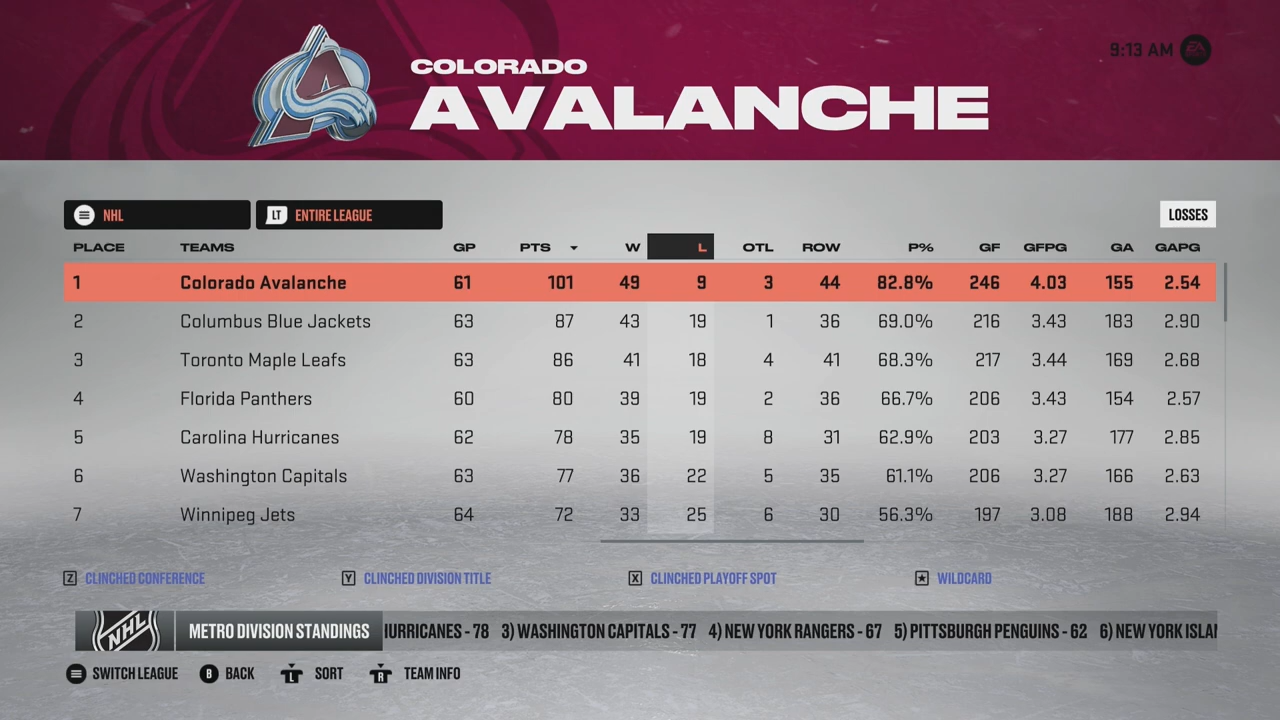 COLORADO
AVALANCHE
9:13 AM EA
NHL LT ENTIRE LEAGUE LOSSES
PLACE TEAMS GP PTS W L OTL ROW P% GF GFPG GA GAPG
1 Colorado Avalanche 61 101 49 9 3 44 82.8% 246 4.03 155 2.54
2 Columbus Blue Jackets 63 87 43 19 1 36 69.0% 216 3.43 183 2.90
3 Toronto Maple Leafs 63 86 41 18 4 41 68.3% 217 3.44 169 2.68
4 Florida Panthers 60 80 39 19 2 36 66.7% 206 3.43 154 2.57
5 Carolina Hurricanes 62 78 35 19 8 31 62.9% 203 3.27 177 2.85
6 Washington Capitals 63 77 36 22 5 35 61.1% 206 3.27 166 2.63
7 Winnipeg Jets 64 72 33 25 6 30 56.3% 197 3.08 188 2.94
Z CLINCHED CONFERENCE Y CLINCHED DIVISION TITLE X CLINCHED PLAYOFF SPOT WILDCARD
NHL METRO DIVISION STANDINGS HURRICANES - 78 3) WASHINGTON CAPITALS - 77 4) NEW YORK RANGERS - 67 5) PITTSBURGH PENGUINS - 62 6) NEW YORK ISLAN
SWITCH LEAGUE B BACK L SORT R TEAM INFO